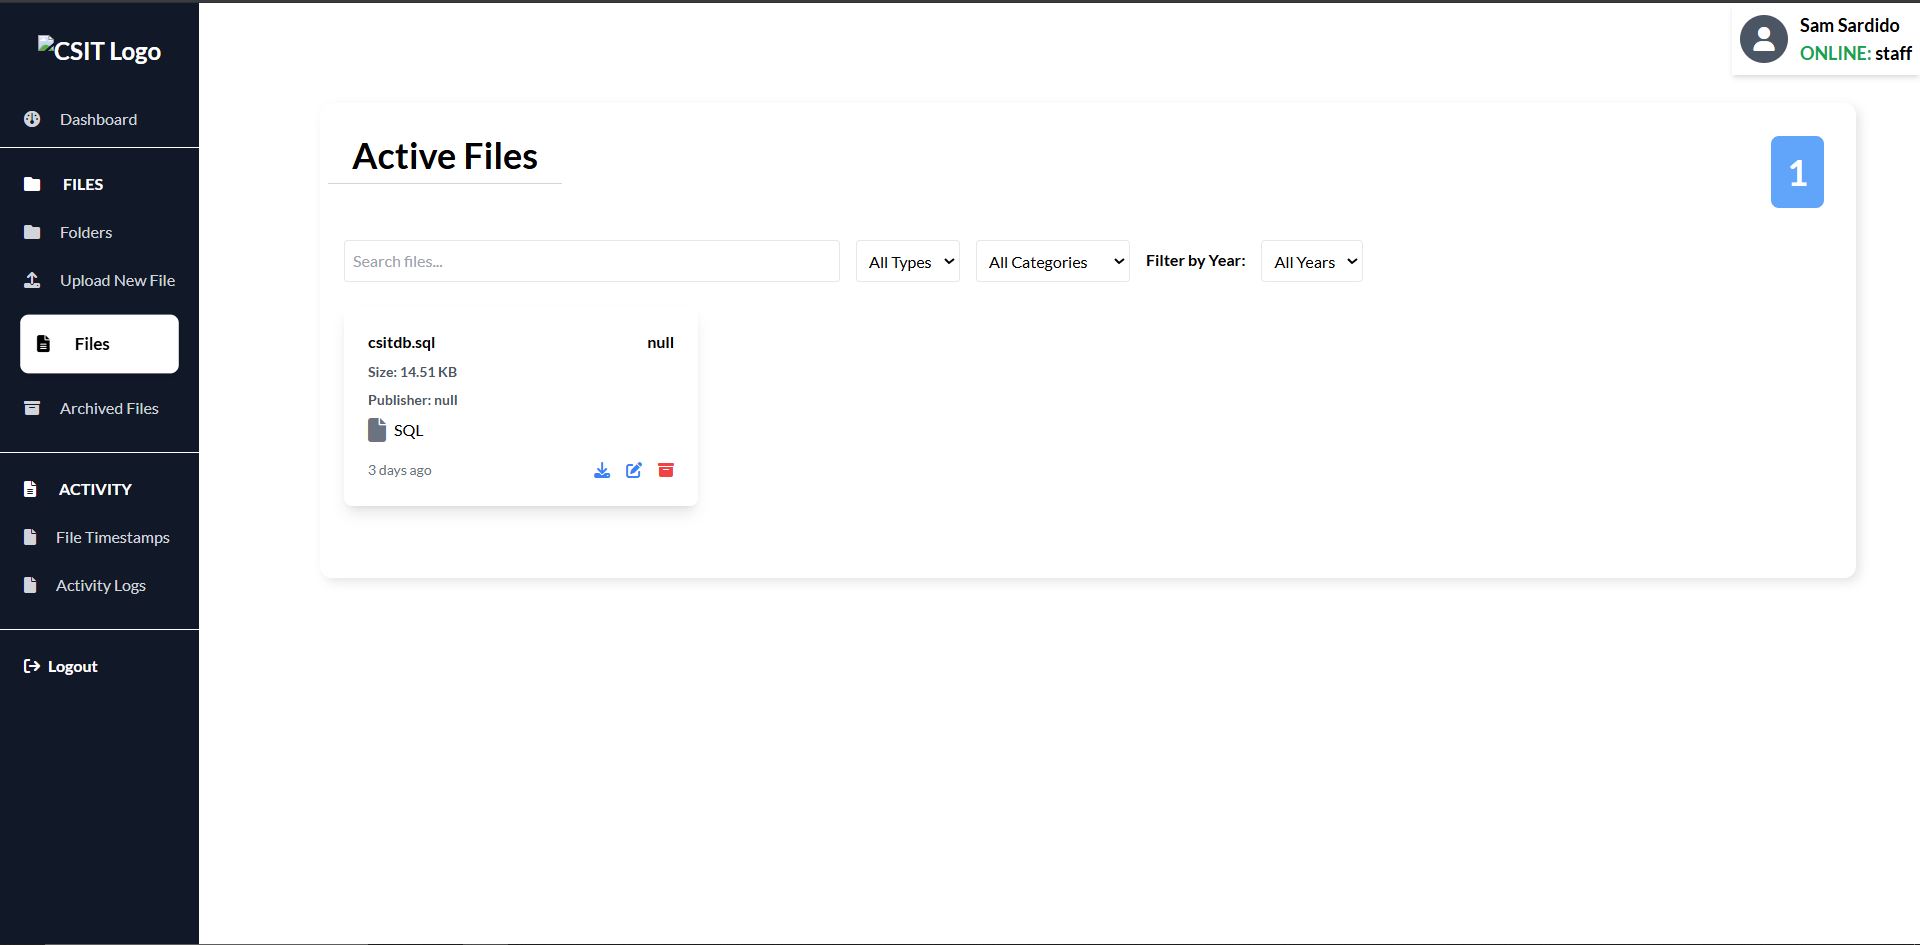 CSIT Logo
Dashboard
FILES
Folders
Upload New File
Files
Archived Files
ACTIVITY
File Timestamps
Activity Logs
Logout
Sam Sardido
ONLINE: staff
Active Files
1
Search files...
All Types
All Categories
Filter by Year:
All Years
csitdb.sql null
Size: 14.51 KB
Publisher: null
SQL
3 days ago